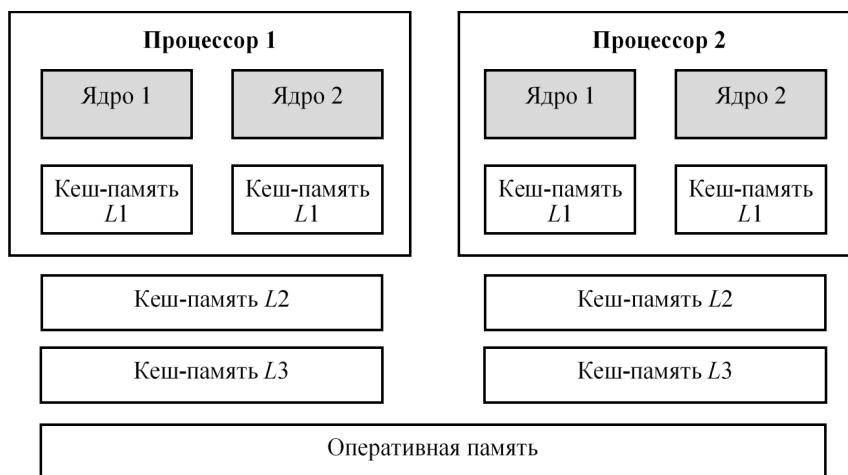 Процессор 1
Ядро 1
Ядро 2
Кеш-память
L1
Кеш-память
L1
Кеш-память L2
Кеш-память L3
Процессор 2
Ядро 1
Ядро 2
Кеш-память
L1
Кеш-память
L1
Кеш-память L2
Кеш-память L3
Оперативная память